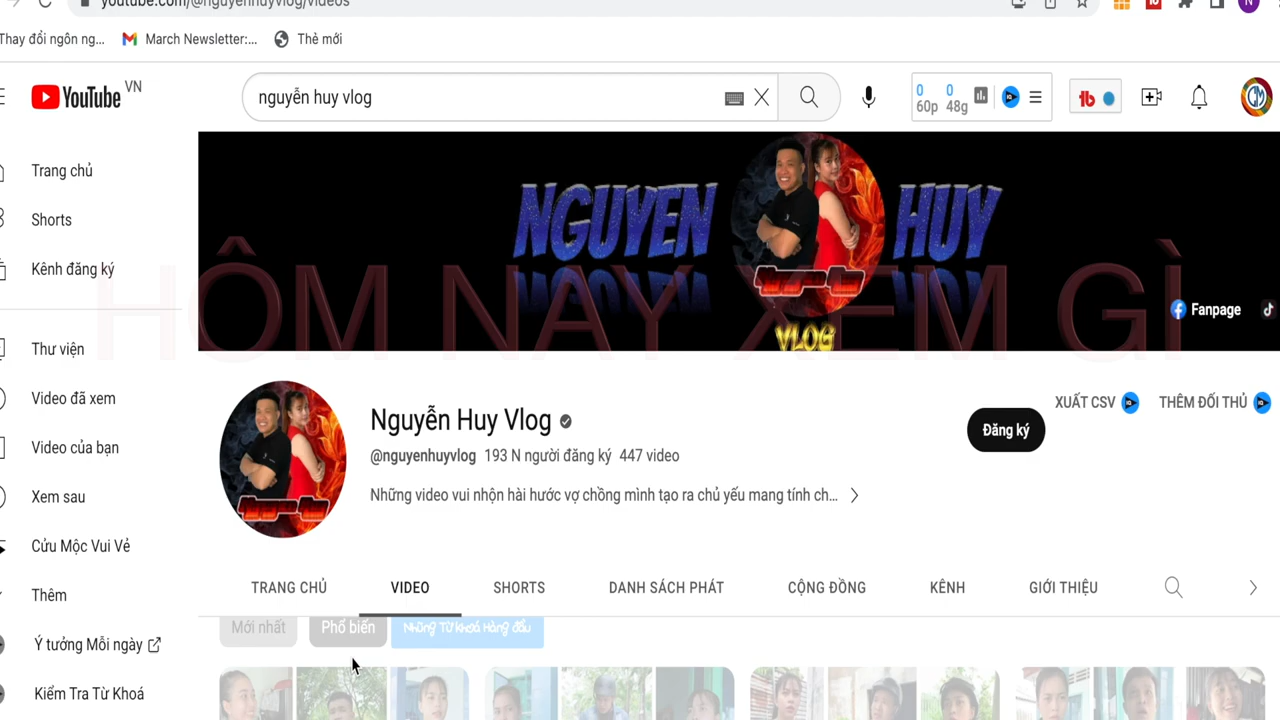 youtube.com/@nguyenhuyvlog/videos
Thay đổi ngôn ng... March Newsletter:... Thẻ mới
YouTube VN
nguyễn huy vlog
0 0
60p 48g
Trang chủ
Shorts
Kênh đăng ký
Thư viện
Video đã xem
Video của bạn
Xem sau
Cửu Mộc Vui Vẻ
Thêm
Ý tưởng Mỗi ngày
Kiểm Tra Từ Khoá
NGUYEN HUY
VLOG
HÔM NAY XEM GÌ
Fanpage
Nguyễn Huy Vlog
@nguyenhuyvlog 193 N người đăng ký 447 video
Những video vui nhộn hài hước vợ chồng mình tạo ra chủ yếu mang tính ch...
Đăng ký
XUẤT CSV THÊM ĐỐI THỦ
TRANG CHỦ VIDEO SHORTS DANH SÁCH PHÁT CỘNG ĐỒNG KÊNH GIỚI THIỆU
Mới nhất Phổ biến Những Từ Khoá Hàng đầu